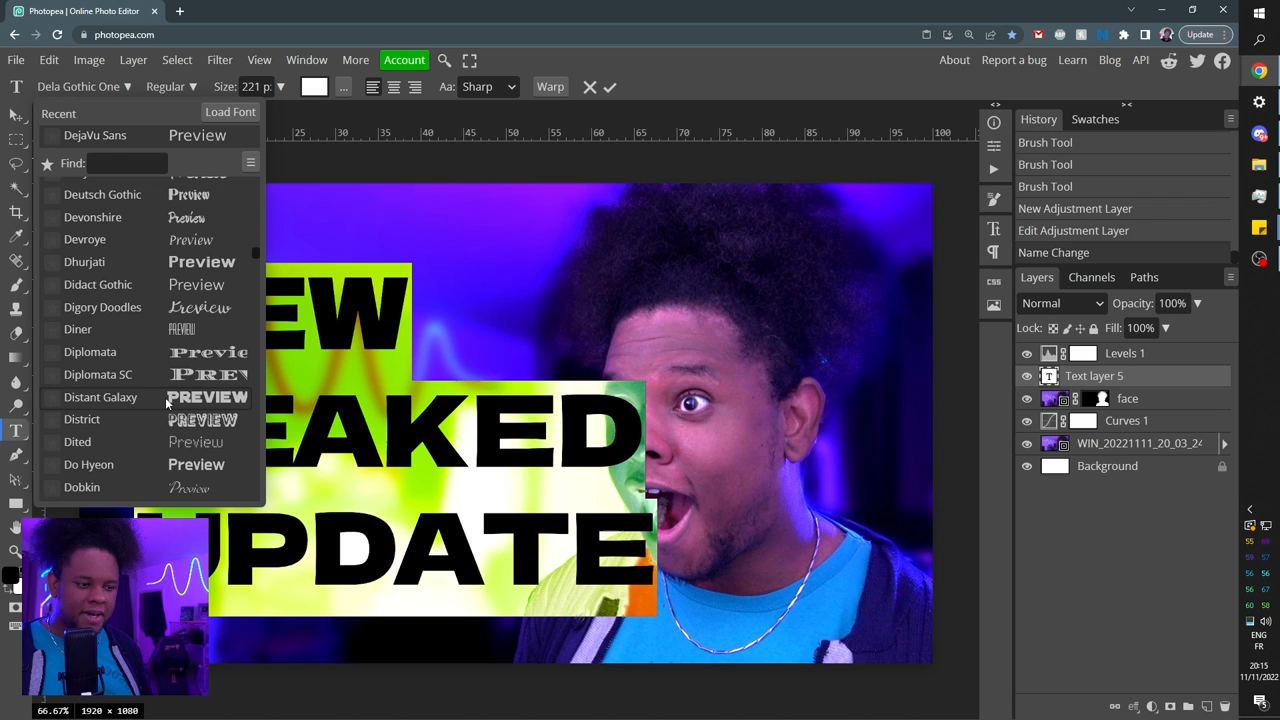 Photopea | Online Photo Editor
photopea.com
Update
File Edit Image Layer Select Filter View Window More Account
About Report a bug Learn Blog API
Dela Gothic One Regular Size: 221 p: ... Aa: Sharp Warp
Recent Load Font
DejaVu Sans Preview
Find:
Deutsch Gothic Preview
Devonshire Preview
Devroye Preview
Dhurjati Preview
Didact Gothic Preview
Digory Doodles Preview
Diner PREVIEW
Diplomata Previe
Diplomata SC PREV
Distant Galaxy PREVIEW
District PREVIEW
Dited Preview
Do Hyeon Preview
Dobkin Preview
25 30 35 40 45 50 55 60 65 70 75 80 85 90 95 100
EW
EAKED
UPDATE
History Swatches
Brush Tool
Brush Tool
Brush Tool
New Adjustment Layer
Edit Adjustment Layer
Name Change
Layers Channels Paths
Normal Opacity: 100%
Lock: Fill: 100%
Levels 1
Text layer 5
face
Curves 1
WIN_20221111_20_03_24
Background
CSS
66.67% 1920 × 1080
ENG
FR
20:15
11/11/2022